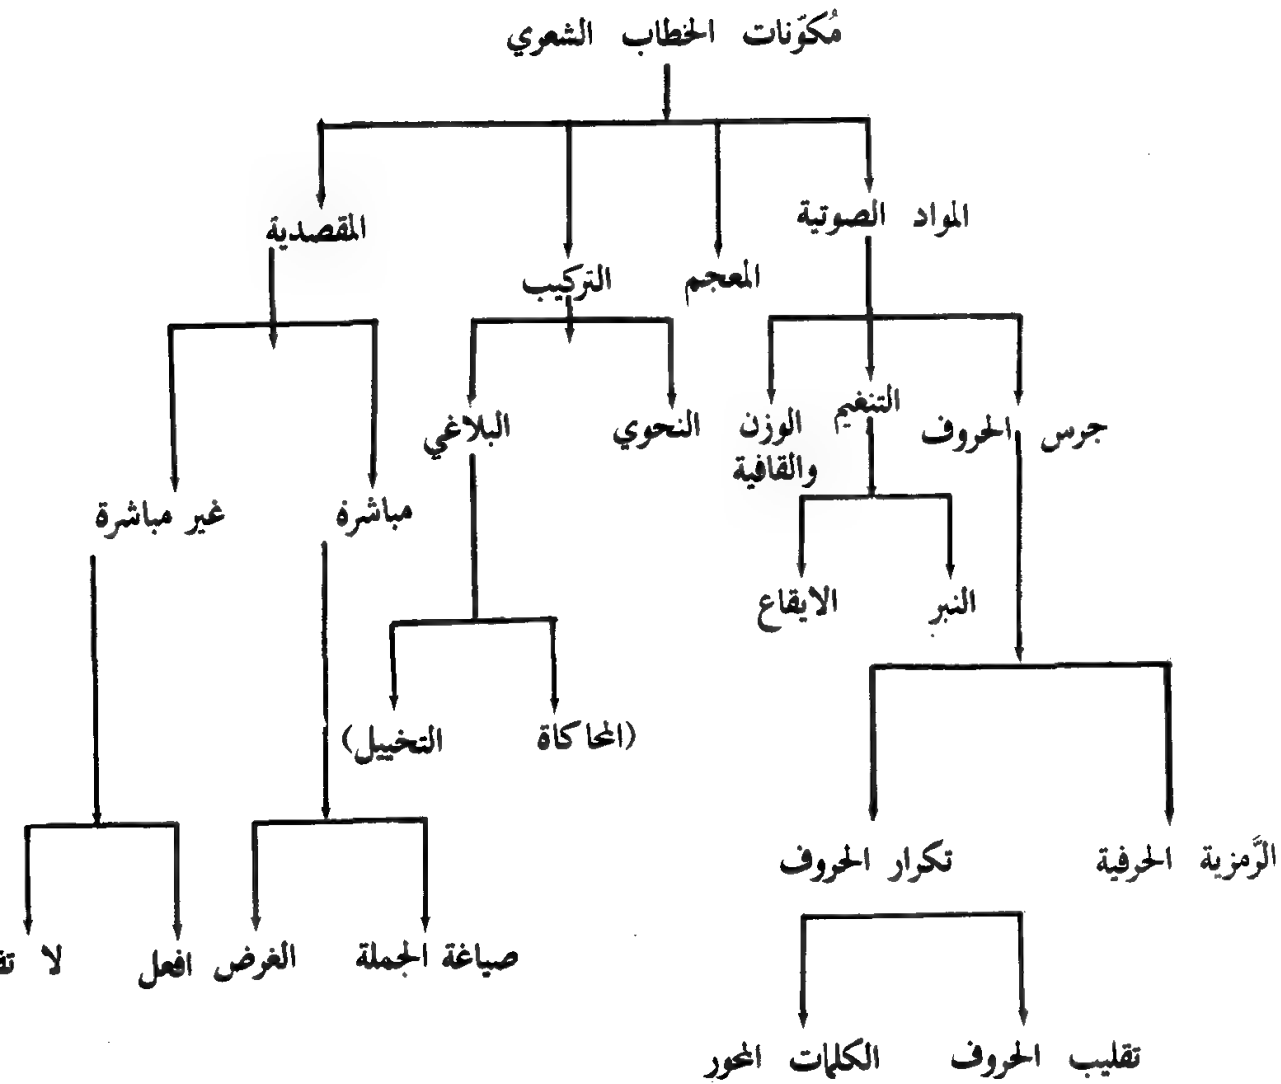 مُكوّنات الخطاب الشعري
المواد الصوتية
المقصدية
المعجم
التركيب
جرس الحروف
التنغيم
الوزن
والقافية
النحوي
البلاغي
مباشرة
غير مباشرة
النبر
الايقاع
(المحاكاة
التخييل)
الرَّمزية الحرفية
تكرار الحروف
صياغة الجملة
الغرض
افعل
لا
تقليب الحروف
الكلمات المحور